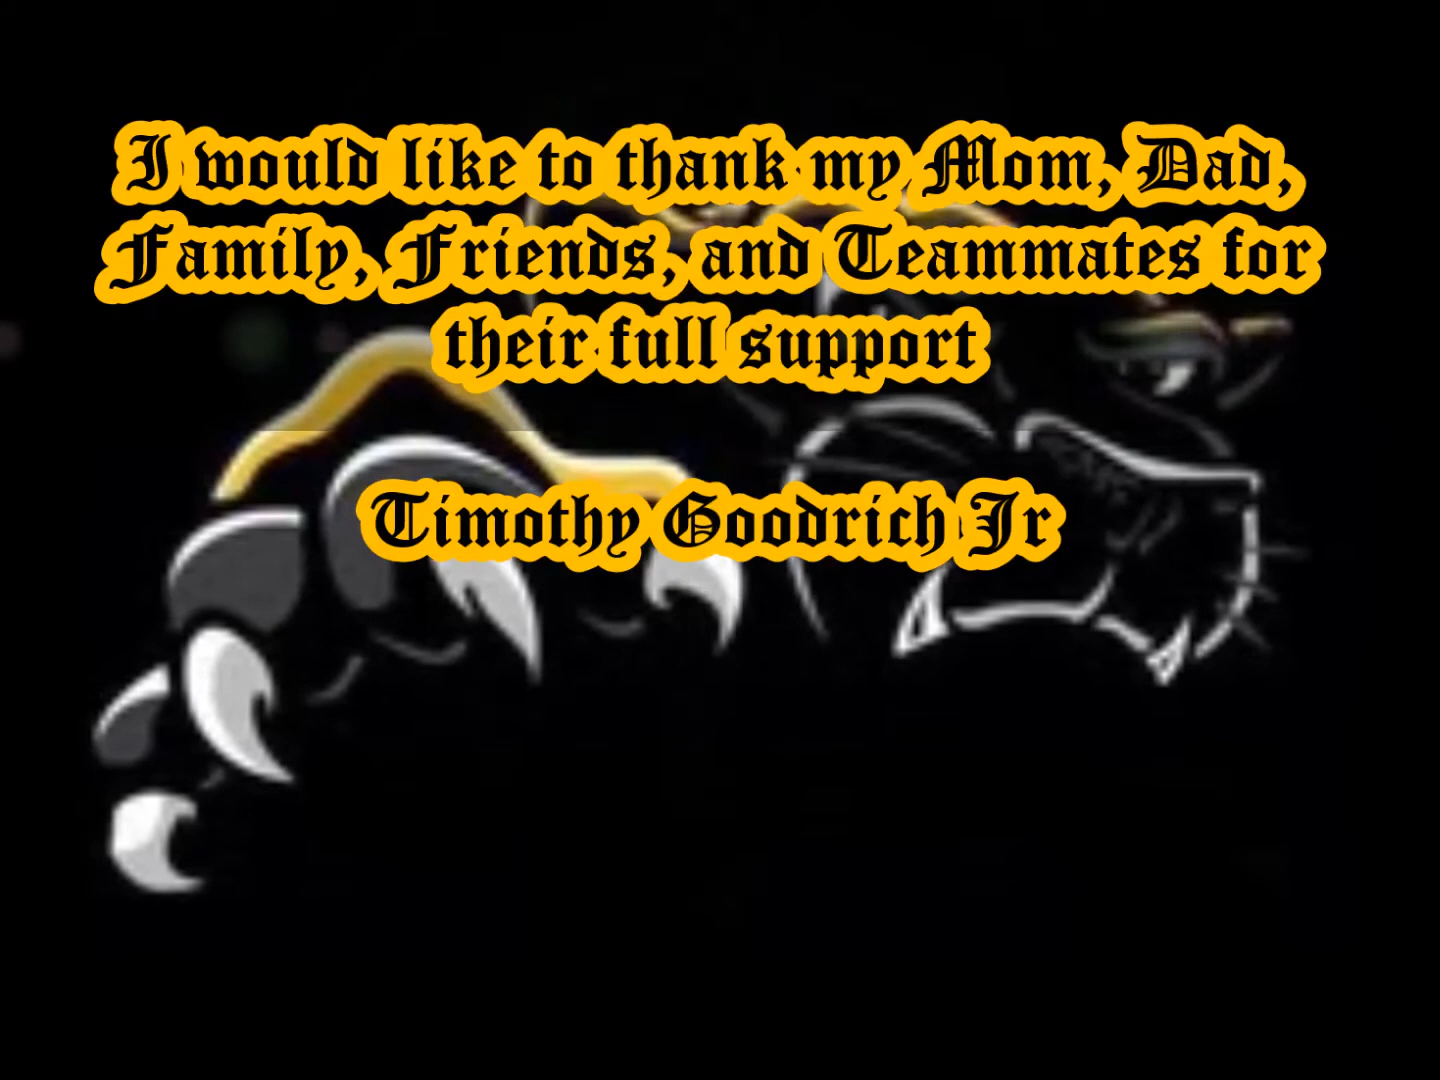 I would like to thank my Mom, Dad,
Family, Friends, and Teammates for
their full support
Timothy Goodrich Jr